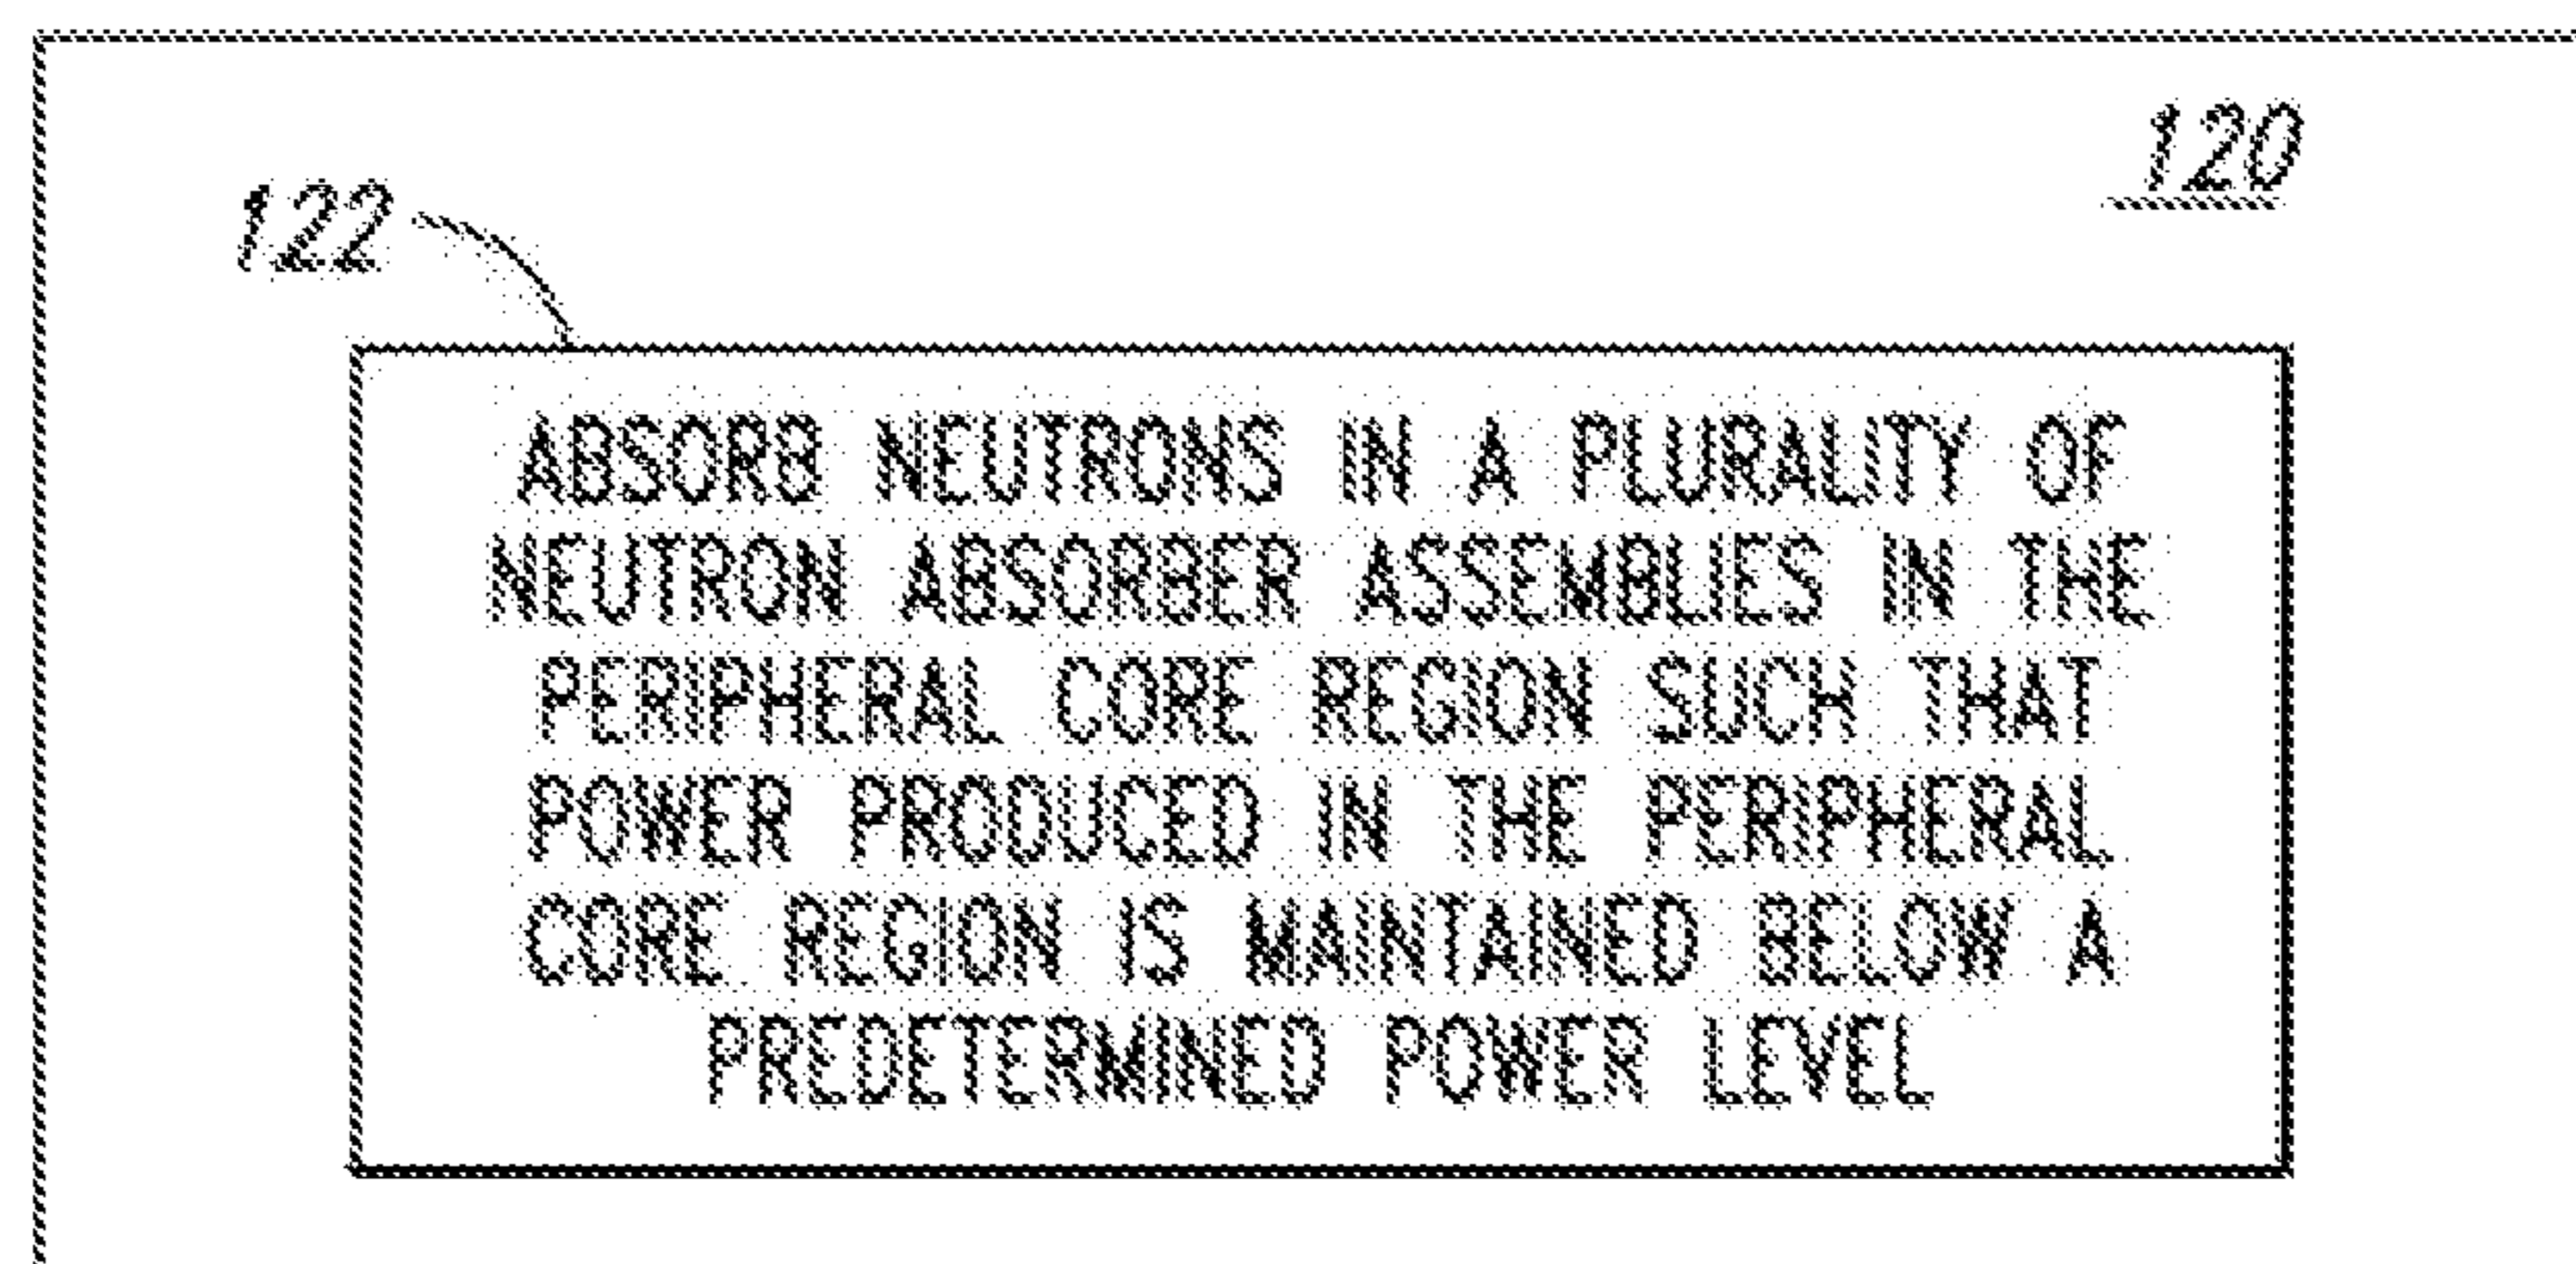 120
122
ABSORB NEUTRONS IN A PLURALITY OF
NEUTRON ABSORBER ASSEMBLIES IN THE
PERIPHERAL CORE REGION SUCH THAT
POWER PRODUCED IN THE PERIPHERAL
CORE REGION IS MAINTAINED BELOW A
PREDETERMINED POWER LEVEL